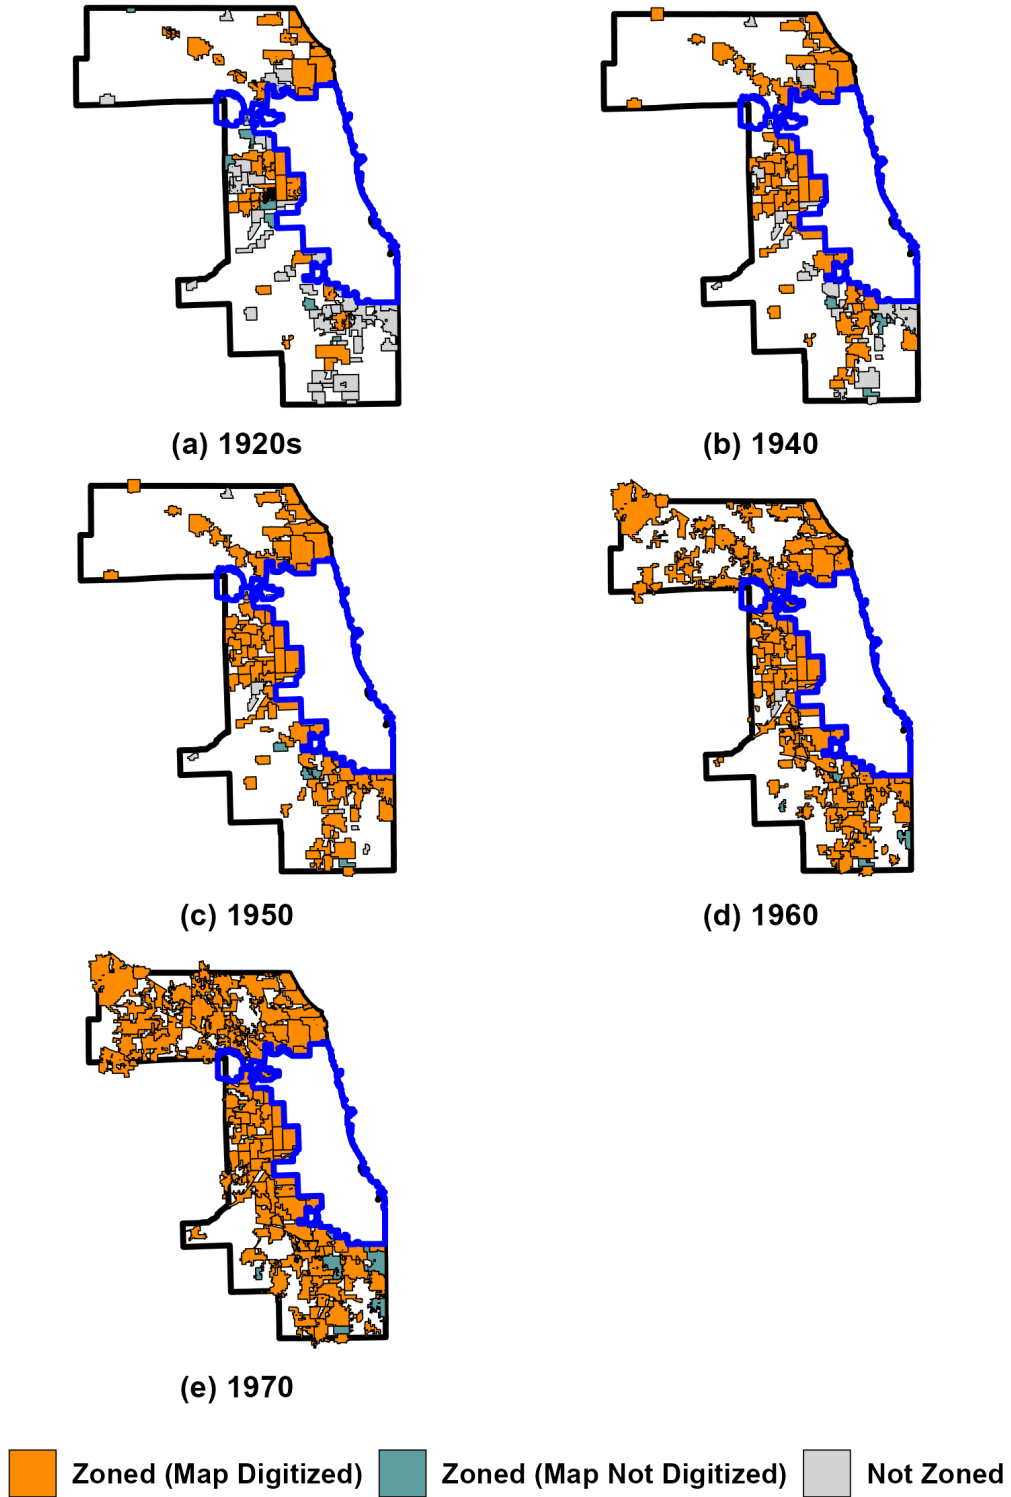 (a) 1920s
(b) 1940
(c) 1950
(d) 1960
(e) 1970
Zoned (Map Digitized)
Zoned (Map Not Digitized)
Not Zoned